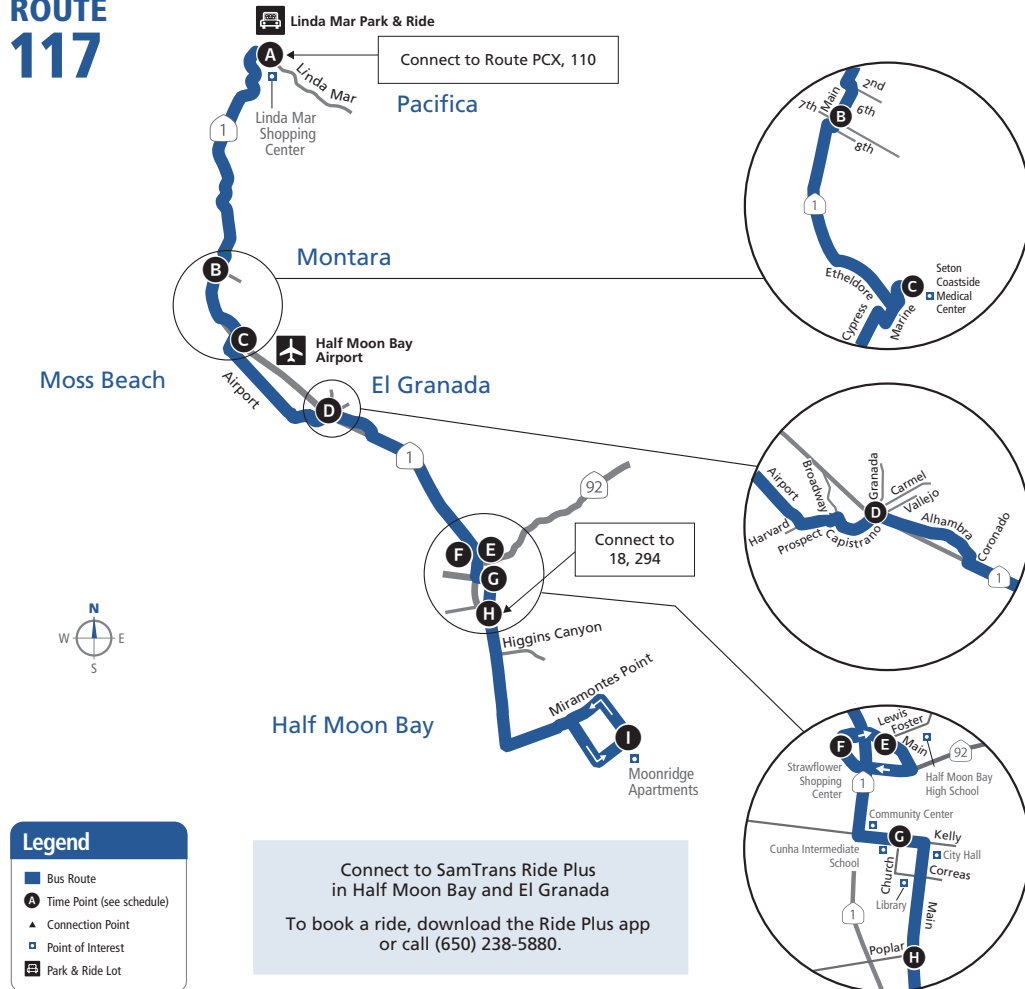 ROUTE
117
Linda Mar Park & Ride
A
Connect to Route PCX, 110
Linda Mar
Pacifica
Linda Mar
Shopping
Center
1
Montara
B
C
Half Moon Bay
Airport
Moss Beach
Airport
El Granada
D
1
92
Connect to
18, 294
F
E
G
H
Higgins Canyon
Miramontes Point
Half Moon Bay
I
Moonridge
Apartments
N
W
E
S
2nd
Main
7th
6th
B
8th
1
Etheldore
C
Seton
Coastside
Medical
Center
Cypress
Marine
Airport
Broadway
Granada
Carmel
Vallejo
D
Harvard
Prospect
Capistrano
Alhambra
Coronado
1
Lewis
Foster
Main
F
E
92
Strawflower
Shopping
Center
Half Moon Bay
High School
1
Community Center
G
Kelly
Cunha Intermediate
School
City Hall
Church
Correas
Library
1
Main
Poplar
H
Legend
Bus Route
A Time Point (see schedule)
Connection Point
Point of Interest
Park & Ride Lot
Connect to SamTrans Ride Plus
in Half Moon Bay and El Granada
To book a ride, download the Ride Plus app
or call (650) 238-5880.